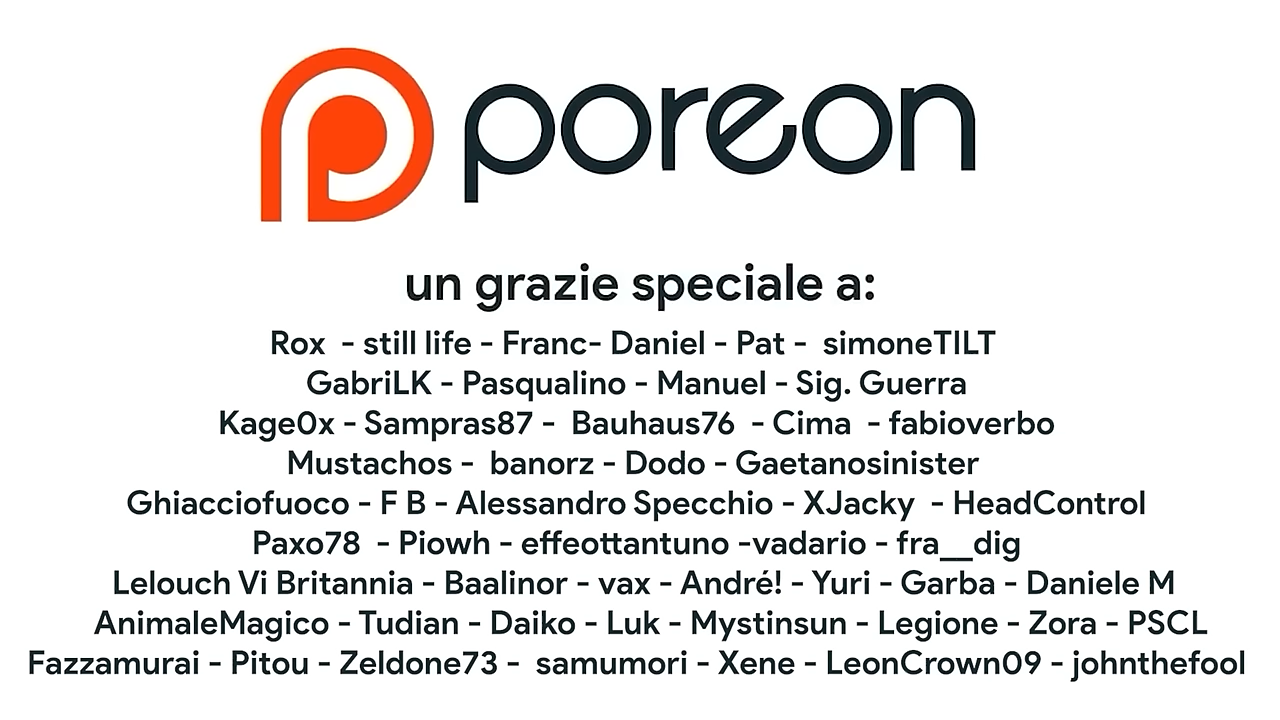 poreon
un grazie speciale a:
Rox - still life - Franc- Daniel - Pat - simoneTILT
GabriLK - Pasqualino - Manuel - Sig. Guerra
Kage0x - Sampras87 - Bauhaus76 - Cima - fabioverbo
Mustachos - banorz - Dodo - Gaetanosinister
Ghiacciofuoco - F B - Alessandro Specchio - XJacky - HeadControl
Paxo78 - Piowh - effeottantuno -vadario - fra__dig
Lelouch Vi Britannia - Baalinor - vax - André! - Yuri - Garba - Daniele M
AnimaleMagico - Tudian - Daiko - Luk - Mystinsun - Legione - Zora - PSCL
Fazzamurai - Pitou - Zeldone73 - samumori - Xene - LeonCrown09 - johnthefool